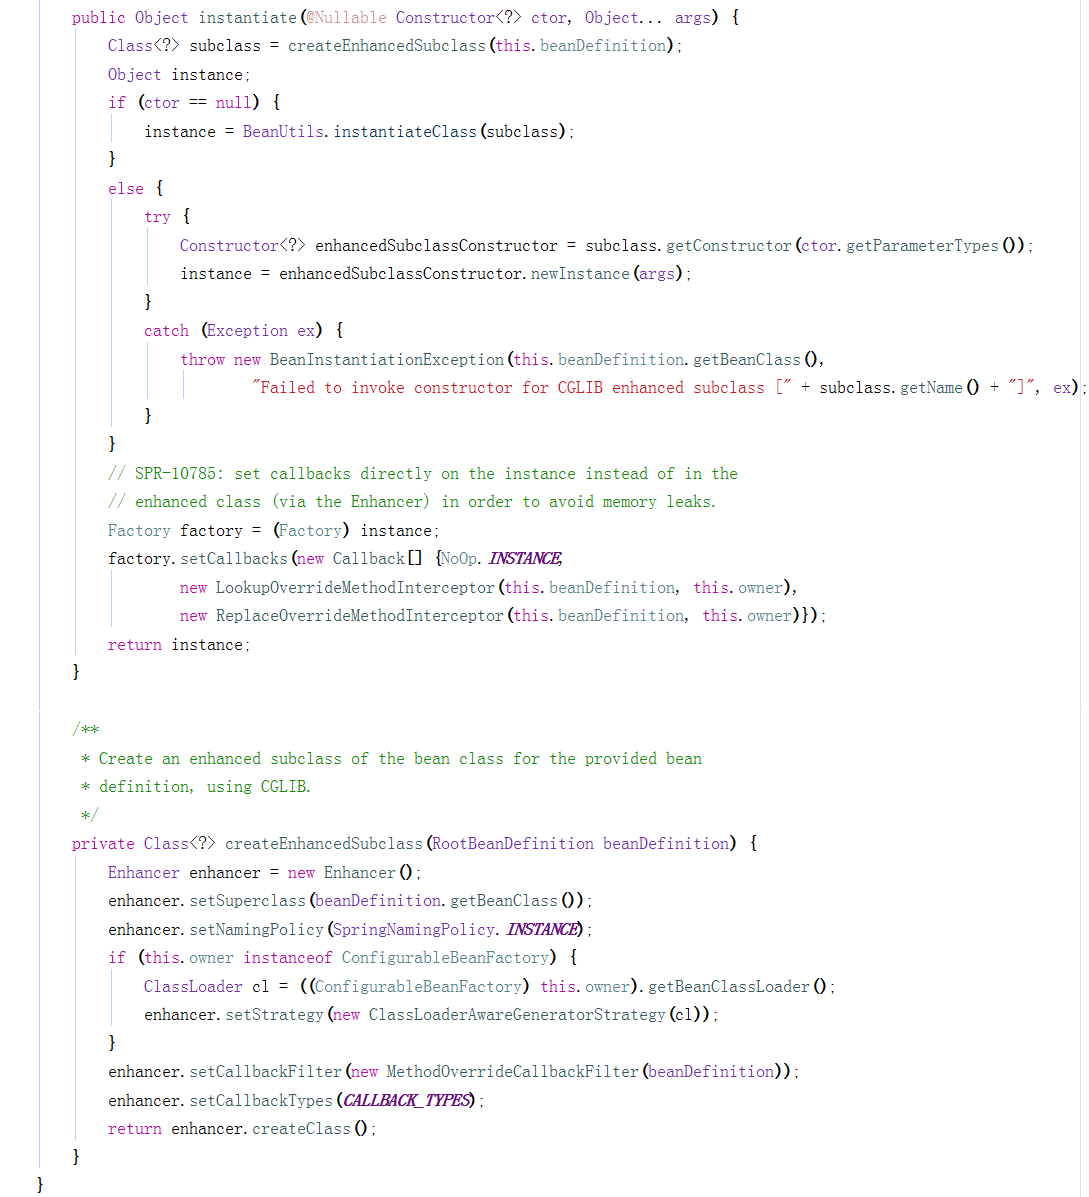 public Object instantiate(@Nullable Constructor<?> ctor, Object... args) {
Class<?> subclass = createEnhancedSubclass(this.beanDefinition);
Object instance;
if (ctor == null) {
instance = BeanUtils.instantiateClass(subclass);
}
else {
try {
Constructor<?> enhancedSubclassConstructor = subclass.getConstructor(ctor.getParameterTypes());
instance = enhancedSubclassConstructor.newInstance(args);
}
catch (Exception ex) {
throw new BeanInstantiationException(this.beanDefinition.getBeanClass(),
"Failed to invoke constructor for CGLIB enhanced subclass [" + subclass.getName() + "]", ex);
}
}
// SPR-10785: set callbacks directly on the instance instead of in the
// enhanced class (via the Enhancer) in order to avoid memory leaks.
Factory factory = (Factory) instance;
factory.setCallbacks(new Callback[] {NoOp.INSTANCE,
new LookupOverrideMethodInterceptor(this.beanDefinition, this.owner),
new ReplaceOverrideMethodInterceptor(this.beanDefinition, this.owner)});
return instance;
}
/**
* Create an enhanced subclass of the bean class for the provided bean
* definition, using CGLIB.
*/
private Class<?> createEnhancedSubclass(RootBeanDefinition beanDefinition) {
Enhancer enhancer = new Enhancer();
enhancer.setSuperclass(beanDefinition.getBeanClass());
enhancer.setNamingPolicy(SpringNamingPolicy.INSTANCE);
if (this.owner instanceof ConfigurableBeanFactory) {
ClassLoader cl = ((ConfigurableBeanFactory) this.owner).getBeanClassLoader();
enhancer.setStrategy(new ClassLoaderAwareGeneratorStrategy(cl));
}
enhancer.setCallbackFilter(new MethodOverrideCallbackFilter(beanDefinition));
enhancer.setCallbackTypes(CALLBACK_TYPES);
return enhancer.createClass();
}
}